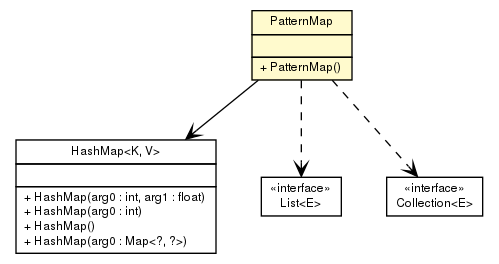 PatternMap
+ PatternMap()
HashMap<K, V>
+ HashMap(arg0 : int, arg1 : float)
+ HashMap(arg0 : int)
+ HashMap()
+ HashMap(arg0 : Map<?, ?>)
«interface»
List<E>
«interface»
Collection<E>